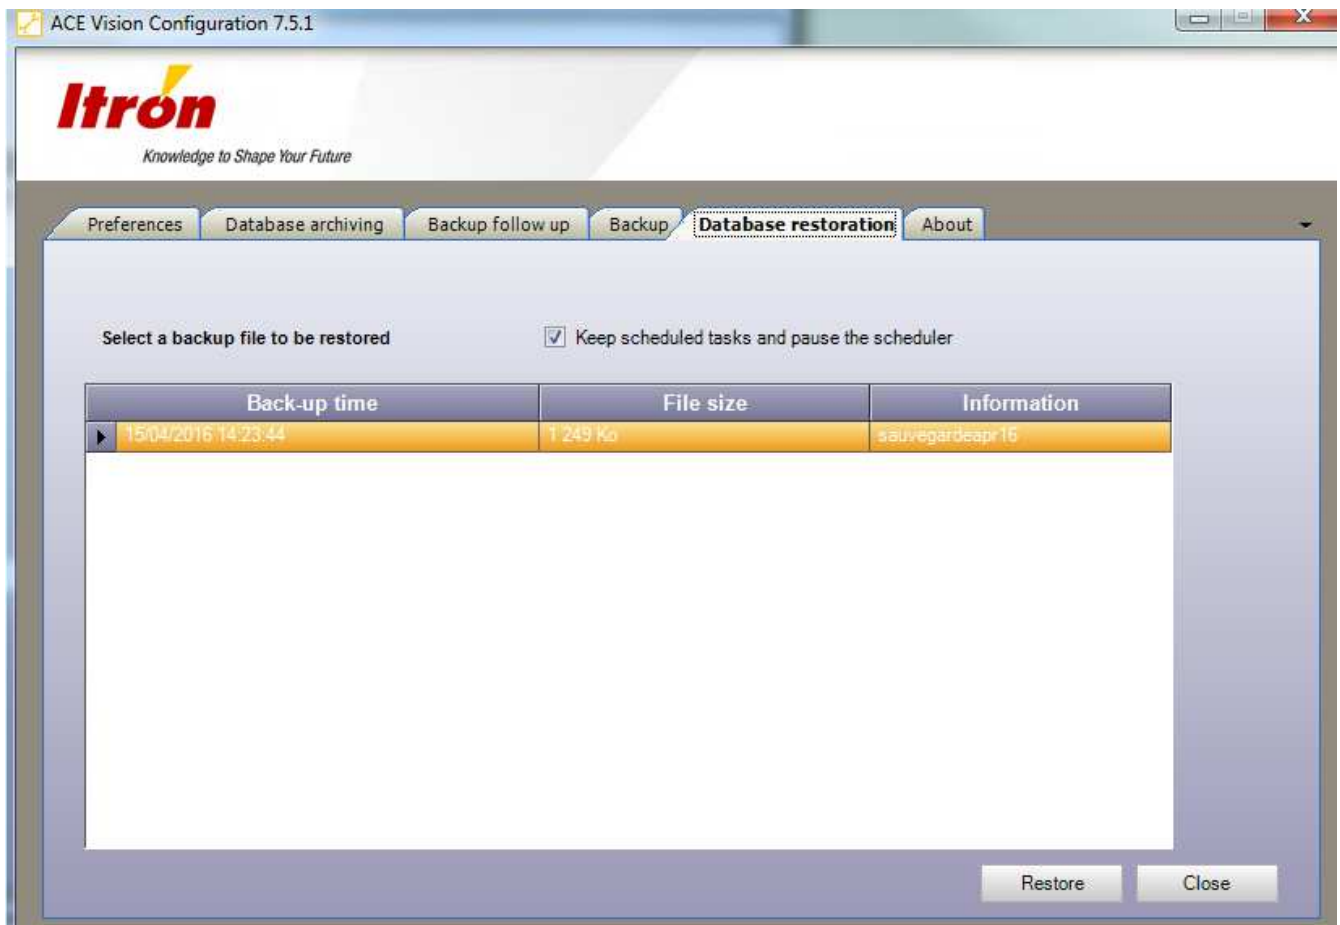 ACE Vision Configuration 7.5.1
Itrón
Knowledge to Shape Your Future
Preferences Database archiving Backup follow up Backup Database restoration About
Select a backup file to be restored Keep scheduled tasks and pause the scheduler
Back-up time File size Information
15/04/2016 14:23:44 1 249 Ko sauvegardeapr16
Restore Close